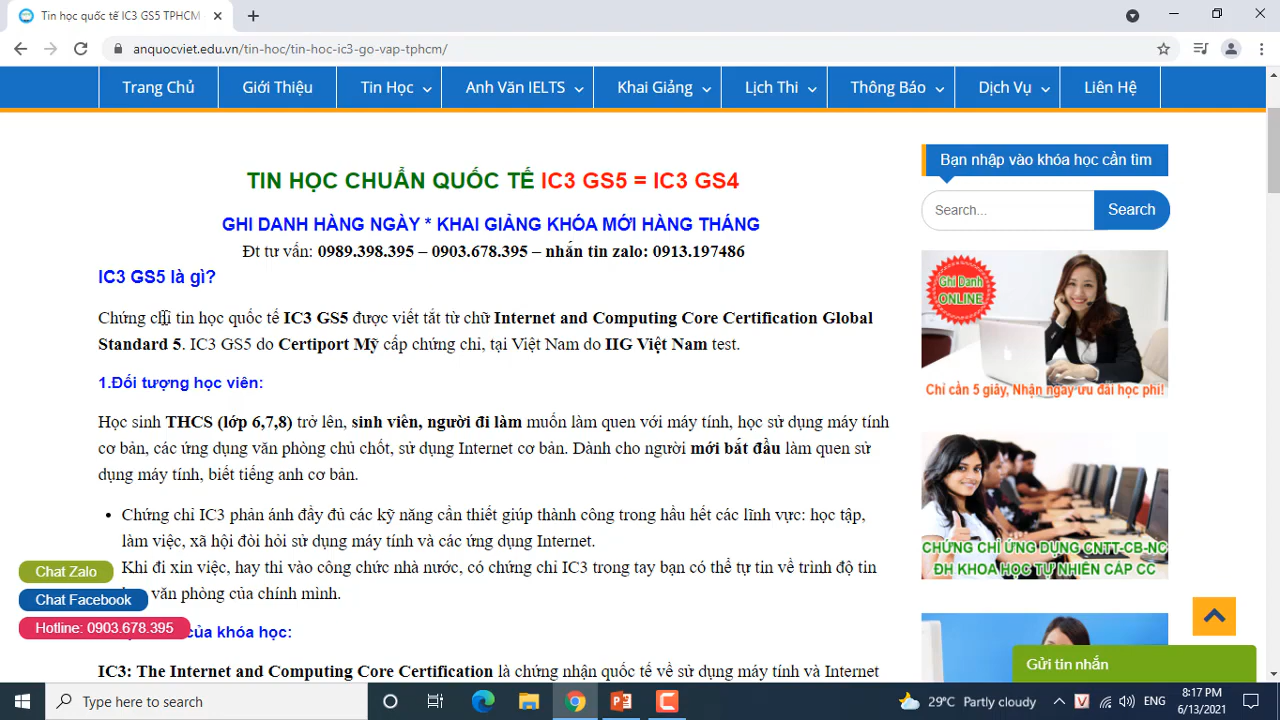 Tin học quốc tế IC3 GS5 TPHCM
anquocviet.edu.vn/tin-hoc/tin-hoc-ic3-go-vap-tphcm/
Trang Chủ Giới Thiệu Tin Học Anh Văn IELTS Khai Giảng Lịch Thi Thông Báo Dịch Vụ Liên Hệ
TIN HỌC CHUẨN QUỐC TẾ IC3 GS5 = IC3 GS4
GHI DANH HÀNG NGÀY * KHAI GIẢNG KHÓA MỚI HÀNG THÁNG
Đt tư vấn: 0989.398.395 – 0903.678.395 – nhắn tin zalo: 0913.197486
IC3 GS5 là gì?
Chứng chỉ tin học quốc tế IC3 GS5 được viết tắt từ chữ Internet and Computing Core Certification Global
Standard 5. IC3 GS5 do Certiport Mỹ cấp chứng chỉ, tại Việt Nam do IIG Việt Nam test.
1.Đối tượng học viên:
Học sinh THCS (lớp 6,7,8) trở lên, sinh viên, người đi làm muốn làm quen với máy tính, học sử dụng máy tính
cơ bản, các ứng dụng văn phòng chủ chốt, sử dụng Internet cơ bản. Dành cho người mới bắt đầu làm quen sử
dụng máy tính, biết tiếng anh cơ bản.
• Chứng chỉ IC3 phản ánh đầy đủ các kỹ năng cần thiết giúp thành công trong hầu hết các lĩnh vực: học tập,
làm việc, xã hội đòi hỏi sử dụng máy tính và các ứng dụng Internet.
Khi đi xin việc, hay thi vào công chức nhà nước, có chứng chỉ IC3 trong tay bạn có thể tự tin về trình độ tin
văn phòng của chính mình.
của khóa học:
IC3: The Internet and Computing Core Certification là chứng nhận quốc tế về sử dụng máy tính và Internet
Chat Zalo
Chat Facebook
Hotline: 0903.678.395
Bạn nhập vào khóa học cần tìm
Search... Search
Ghi Danh
ONLINE
Chỉ cần 5 giây, Nhận ngay ưu đãi học phí!
CHỨNG CHỈ ỨNG DỤNG CNTT-CB-NC
ĐH KHOA HỌC TỰ NHIÊN CẤP CC
Gửi tin nhắn
Type here to search
29°C Partly cloudy
V
ENG
8:17 PM
6/13/2021